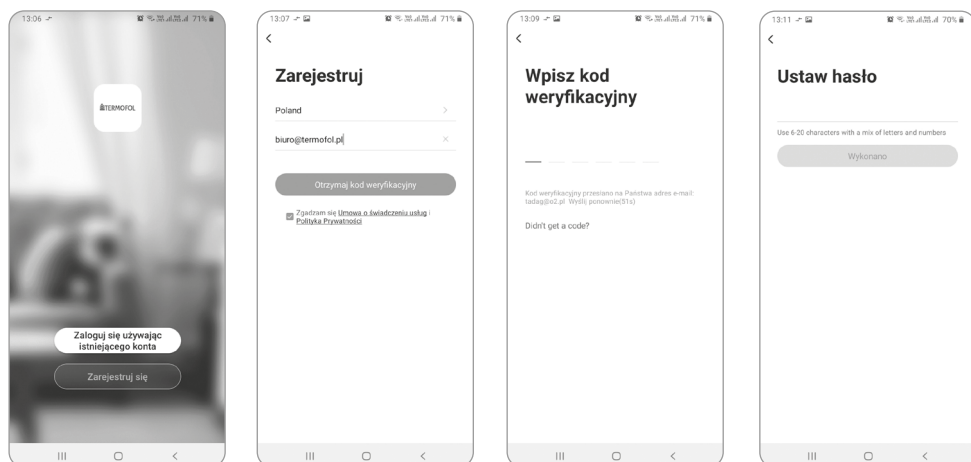 13:06
71%
TERMOFOL
Zaloguj się używając
istniejącego konta
Zarejestruj się
13:07
71%
Zarejestruj
Poland
biuro@termofol.pl
Otrzymaj kod weryfikacyjny
Zgadzam się Umowa o świadczeniu usług i
Polityka Prywatności
13:09
71%
Wpisz kod
weryfikacyjny
Kod weryfikacyjny przesłano na Państwa adres e-mail:
tadag@o2.pl Wyślij ponownie(51s)
Didn't get a code?
13:11
70%
Ustaw hasło
Use 6-20 characters with a mix of letters and numbers
Wykonano